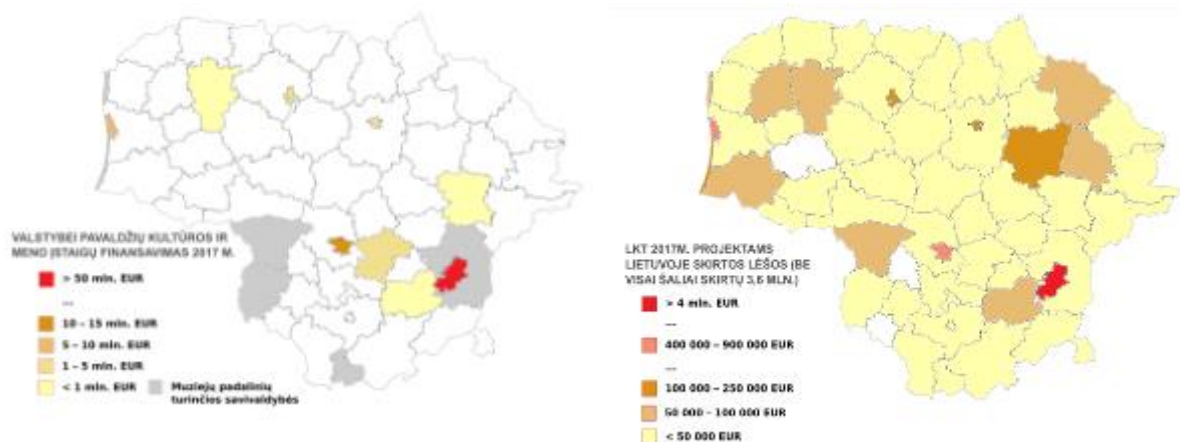 VALSTYBEI PAVALDŽIŲ KULTŪROS IR
MENO ĮSTAIGŲ FINANSAVIMAS 2017 M.
> 50 mln. EUR
...
10 – 15 mln. EUR
5 – 10 mln. EUR
1 – 5 mln. EUR
< 1 mln. EUR
Muziejų padalinių
turinčios savivaldybės
LKT 2017M. PROJEKTAMS
LIETUVOJE SKIRTOS LĖŠOS (BE
VISAI ŠALIAI SKIRTŲ 3,6 MLN.)
> 4 mln. EUR
...
400 000 – 900 000 EUR
...
100 000 – 250 000 EUR
50 000 – 100 000 EUR
< 50 000 EUR